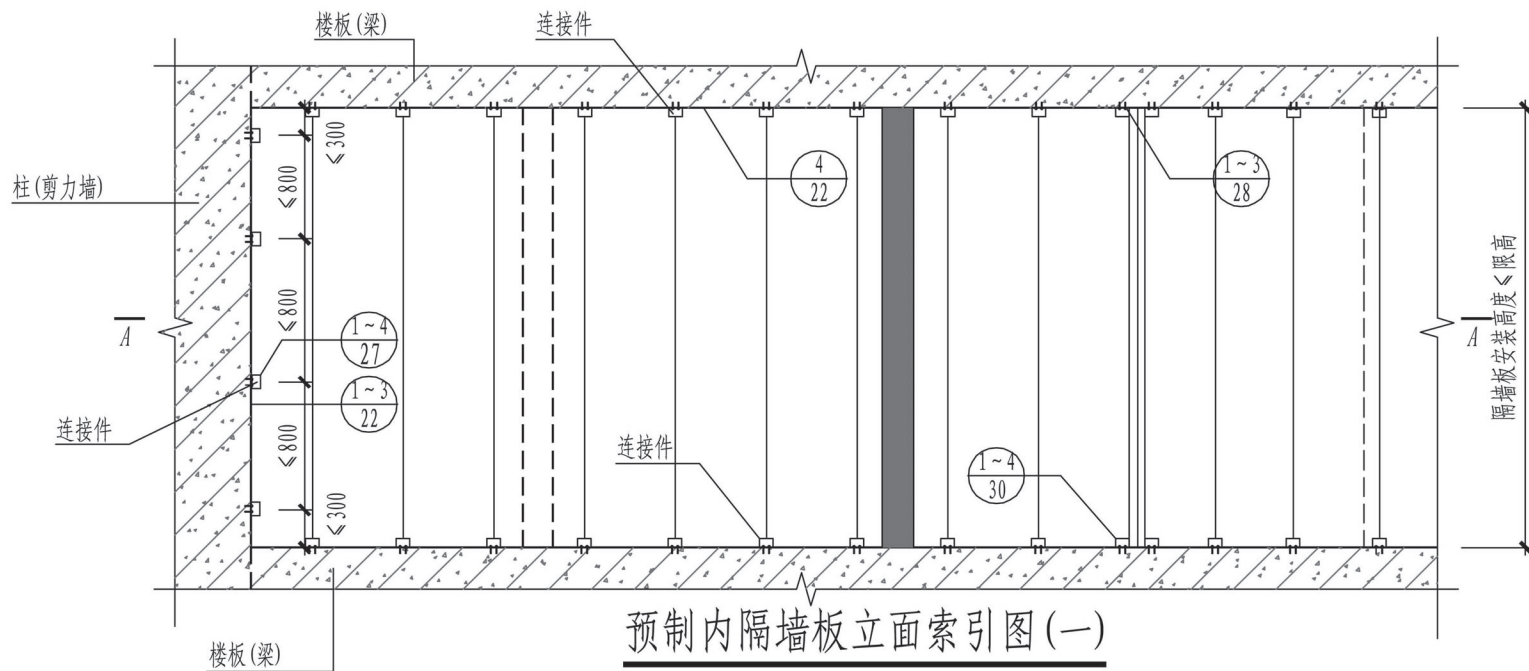 楼板(梁)
连接件
≤300
4
22
1~3
28
≤800
柱(剪力墙)
≤800
1~4
27
A
A
隔墙板安装高度≤限高
1~3
22
连接件
≤800
连接件
1~4
30
≤300
楼板(梁)
预制内隔墙板立面索引图(一)